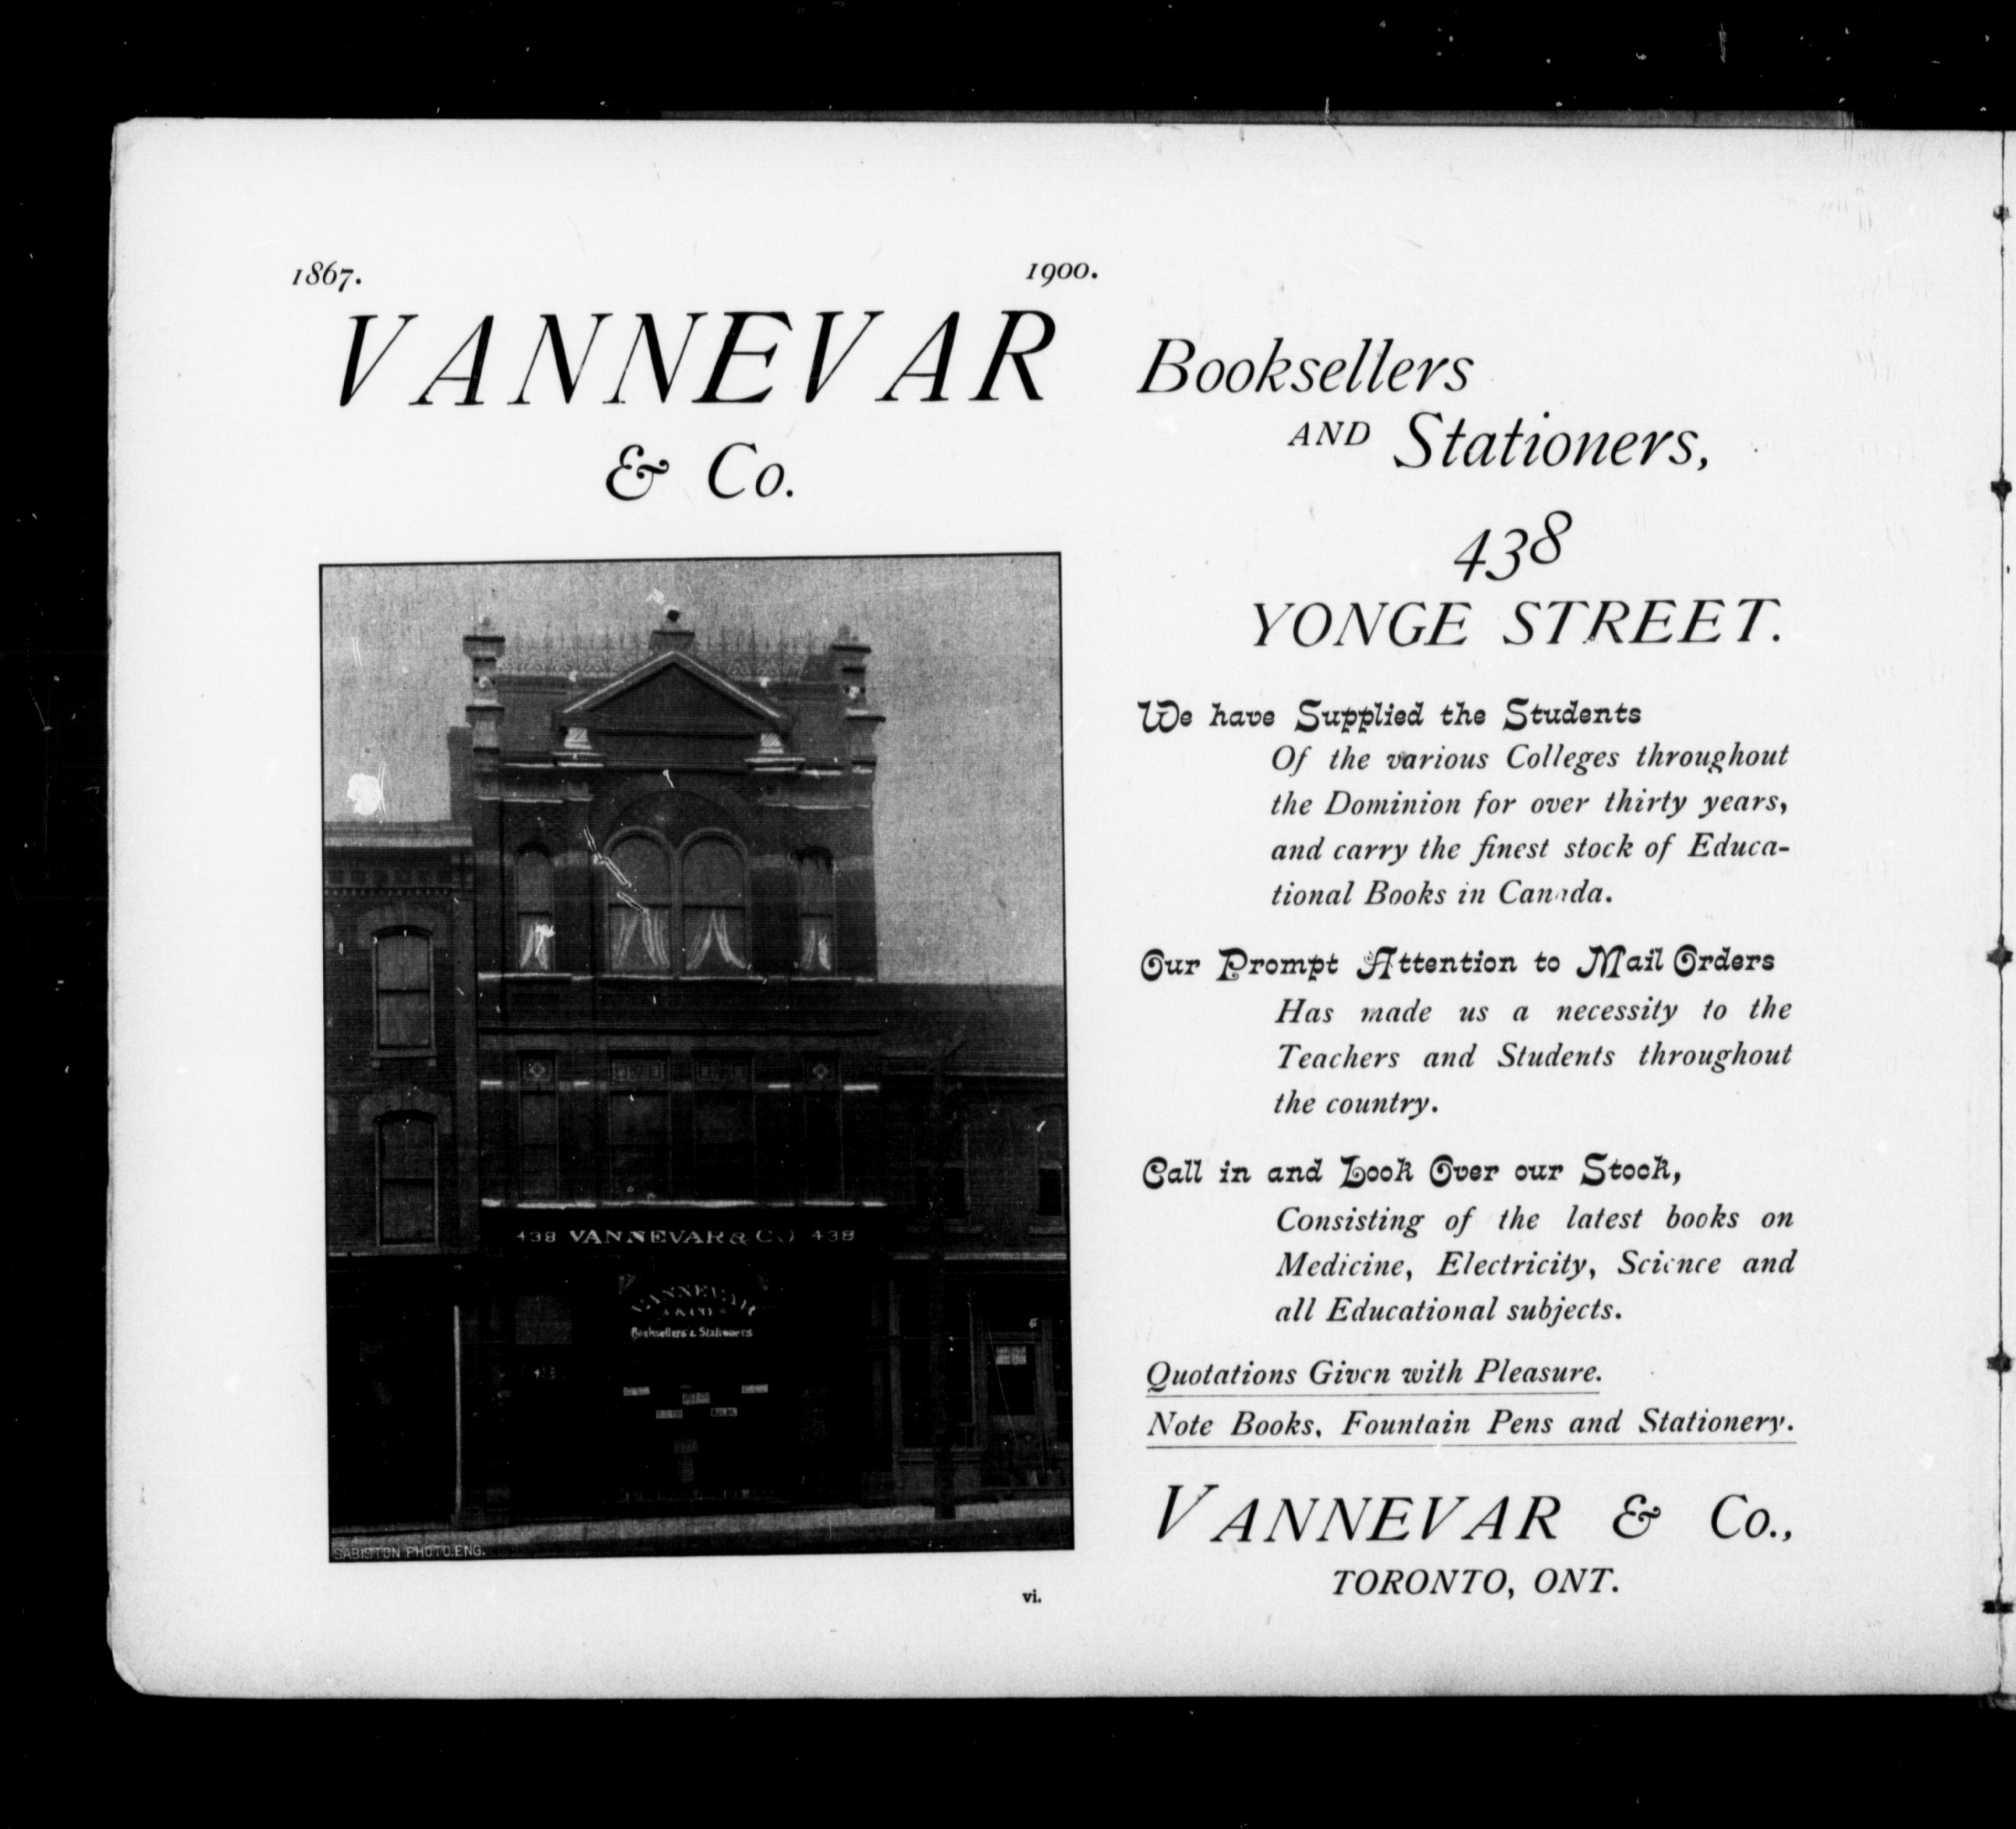 1867.
1900.
VANNEVAR
& Co.
438 VANNEVAR & CO 438
VANNEVAR
& CO
Booksellers & Stationers
SABISTON PHOTO.ENG.
Booksellers
AND Stationers,
438
YONGE STREET.
We have Supplied the Students
Of the various Colleges throughout
the Dominion for over thirty years,
and carry the finest stock of Educa-
tional Books in Canada.
Our Prompt Attention to Mail Orders
Has made us a necessity to the
Teachers and Students throughout
the country.
Call in and Look Over our Stock,
Consisting of the latest books on
Medicine, Electricity, Science and
all Educational subjects.
Quotations Given with Pleasure.
Note Books, Fountain Pens and Stationery.
VANNEVAR & Co.,
TORONTO, ONT.
vi.